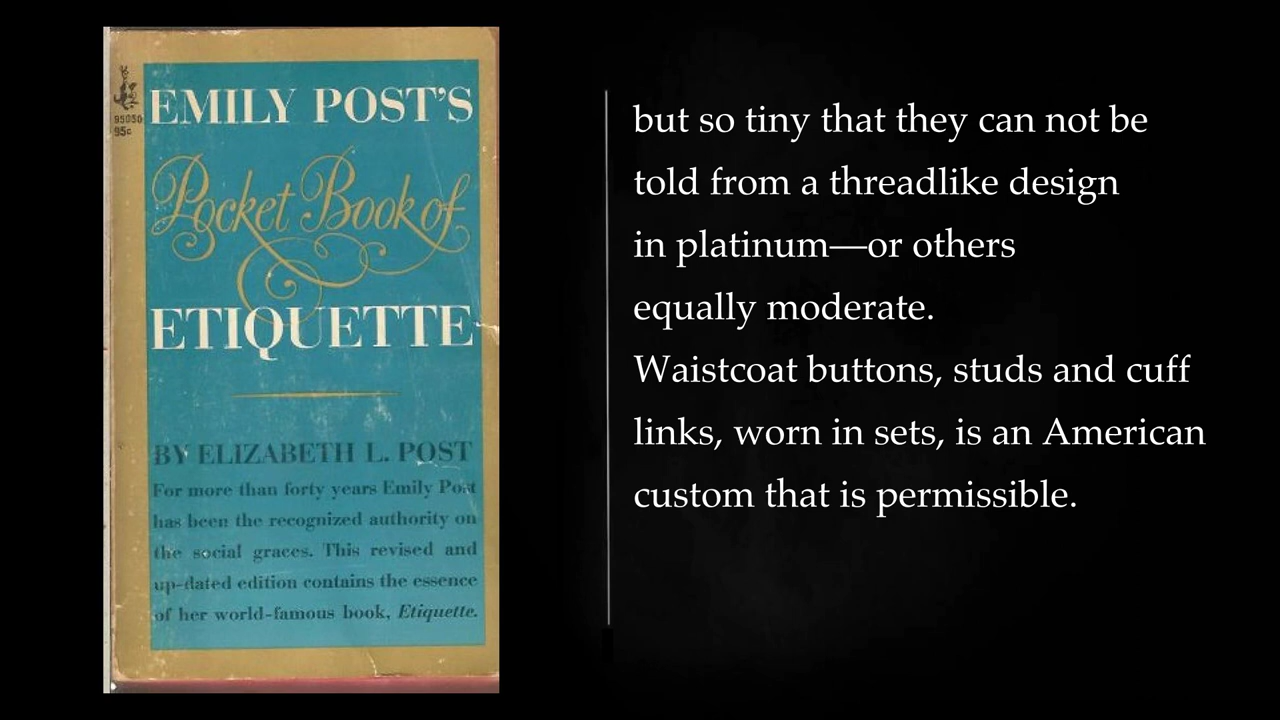 95050
95c
EMILY POST'S
Pocket Book of
ETIQUETTE
BY ELIZABETH L. POST
For more than forty years Emily Post
has been the recognized authority on
the social graces. This revised and
up-dated edition contains the essence
of her world-famous book, Etiquette.
but so tiny that they can not be
told from a threadlike design
in platinum—or others
equally moderate.
Waistcoat buttons, studs and cuff
links, worn in sets, is an American
custom that is permissible.